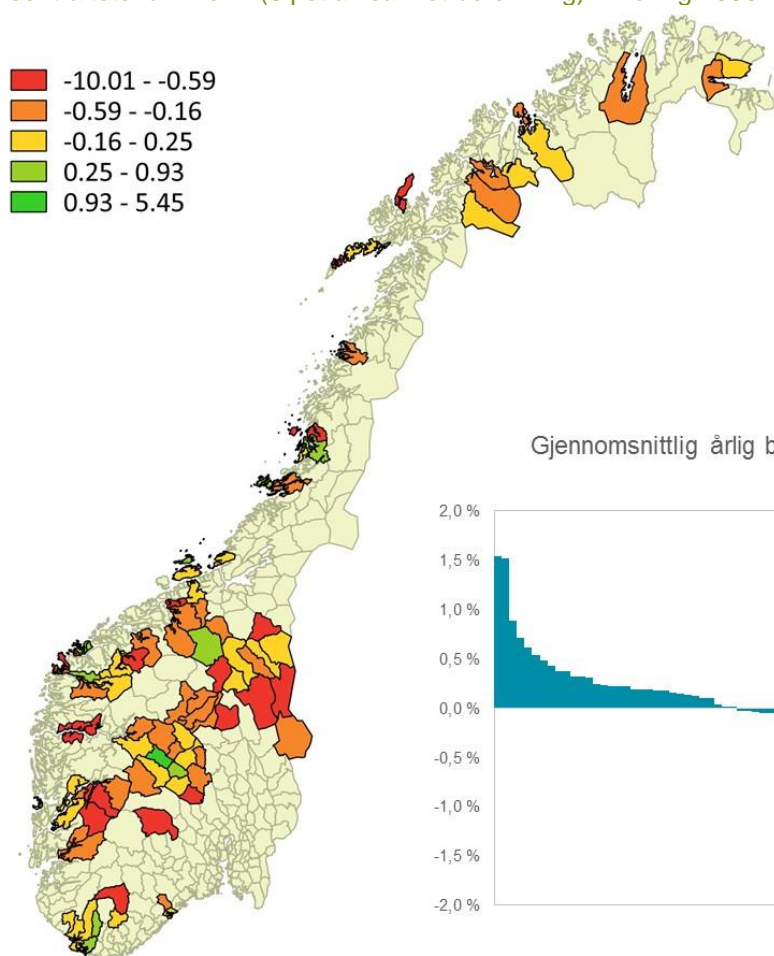 -10.01 - -0.59
-0.59 - -0.16
-0.16 - 0.25
0.25 - 0.93
0.93 - 5.45
Gjennomsnittlig årlig b
2,0 %
1,5 %
1,0 %
0,5 %
0,0 %
-0,5 %
-1,0 %
-1,5 %
-2,0 %